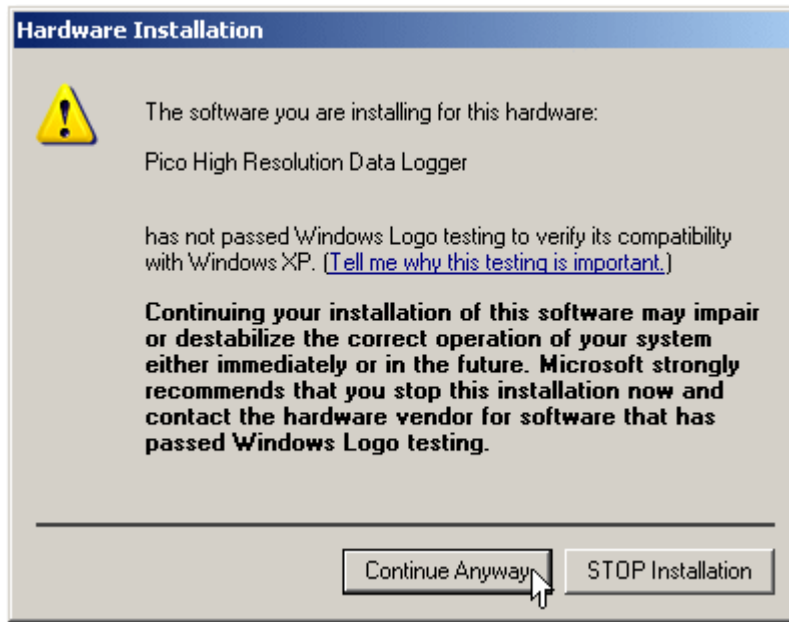 Hardware Installation
The software you are installing for this hardware:
Pico High Resolution Data Logger
has not passed Windows Logo testing to verify its compatibility
with Windows XP. (Tell me why this testing is important.)
Continuing your installation of this software may impair
or destabilize the correct operation of your system
either immediately or in the future. Microsoft strongly
recommends that you stop this installation now and
contact the hardware vendor for software that has
passed Windows Logo testing.
Continue Anyway
STOP Installation